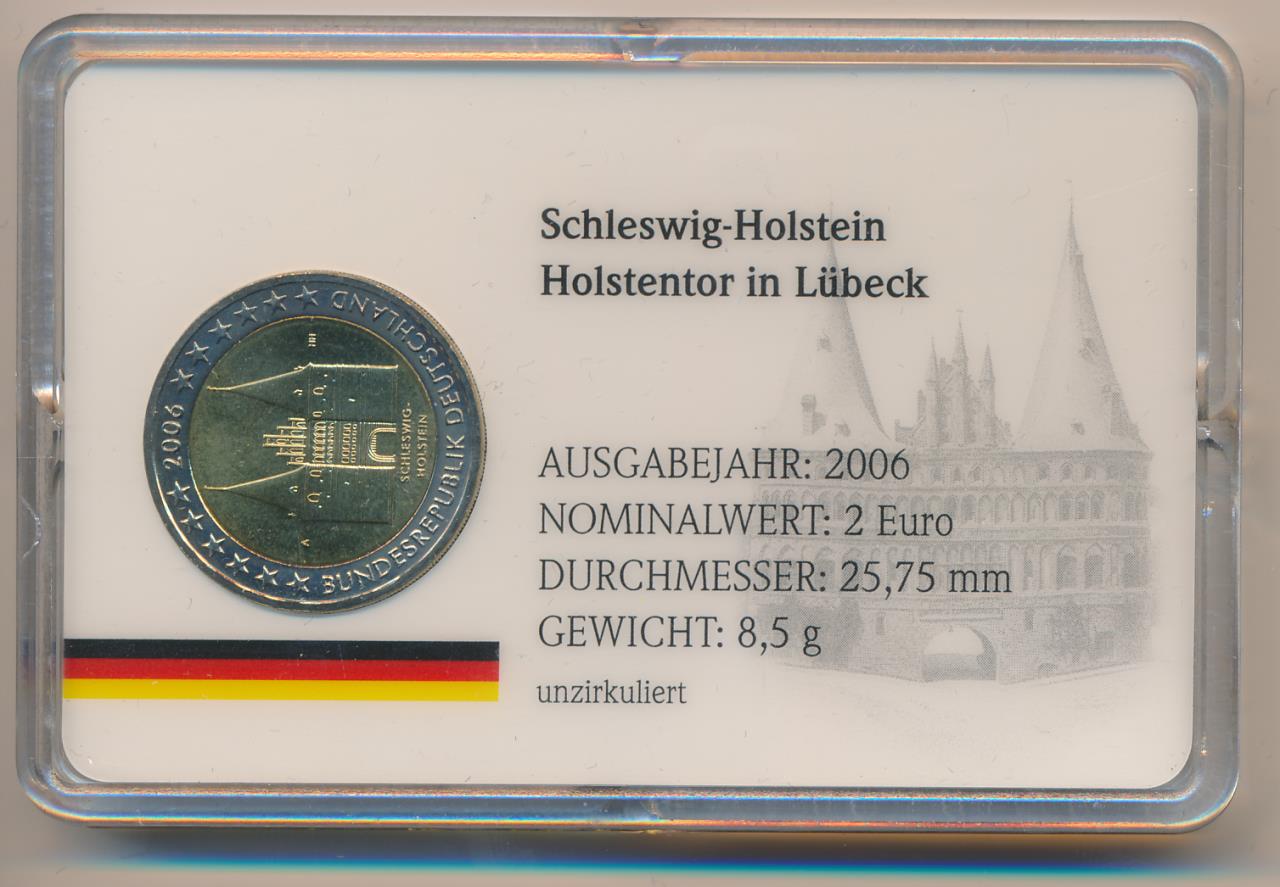 Schleswig-Holstein
Holstentor in Lübeck
AUSGABEJAHR: 2006
NOMINALWERT: 2 Euro
DURCHMESSER: 25,75 mm
GEWICHT: 8,5 g
unzirkuliert
2006
BUNDESREPUBLIK DEUTSCHLAND
SCHLESWIG-
HOLSTEIN
A